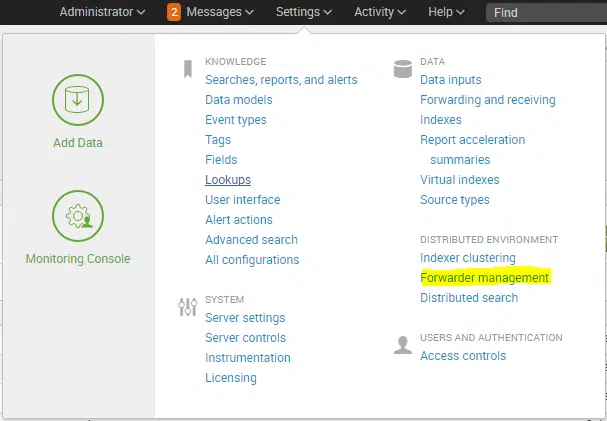 Administrator 2 Messages Settings Activity Help Find
Add Data
Monitoring Console
KNOWLEDGE
Searches, reports, and alerts
Data models
Event types
Tags
Fields
Lookups
User interface
Alert actions
Advanced search
All configurations
SYSTEM
Server settings
Server controls
Instrumentation
Licensing
DATA
Data inputs
Forwarding and receiving
Indexes
Report acceleration
summaries
Virtual indexes
Source types
DISTRIBUTED ENVIRONMENT
Indexer clustering
Forwarder management
Distributed search
USERS AND AUTHENTICATION
Access controls